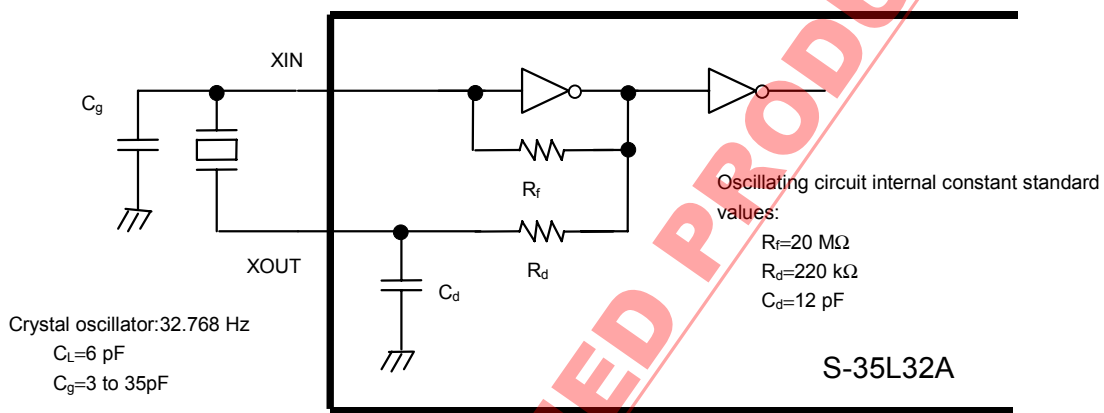 XIN
Cg
Rf
Oscillating circuit internal constant standard
values:
Rf=20 MΩ
Rd=220 kΩ
Cd=12 pF
XOUT
Rd
Cd
Crystal oscillator:32.768 Hz
CL=6 pF
Cg=3 to 35pF
S-35L32A
ED PRODU